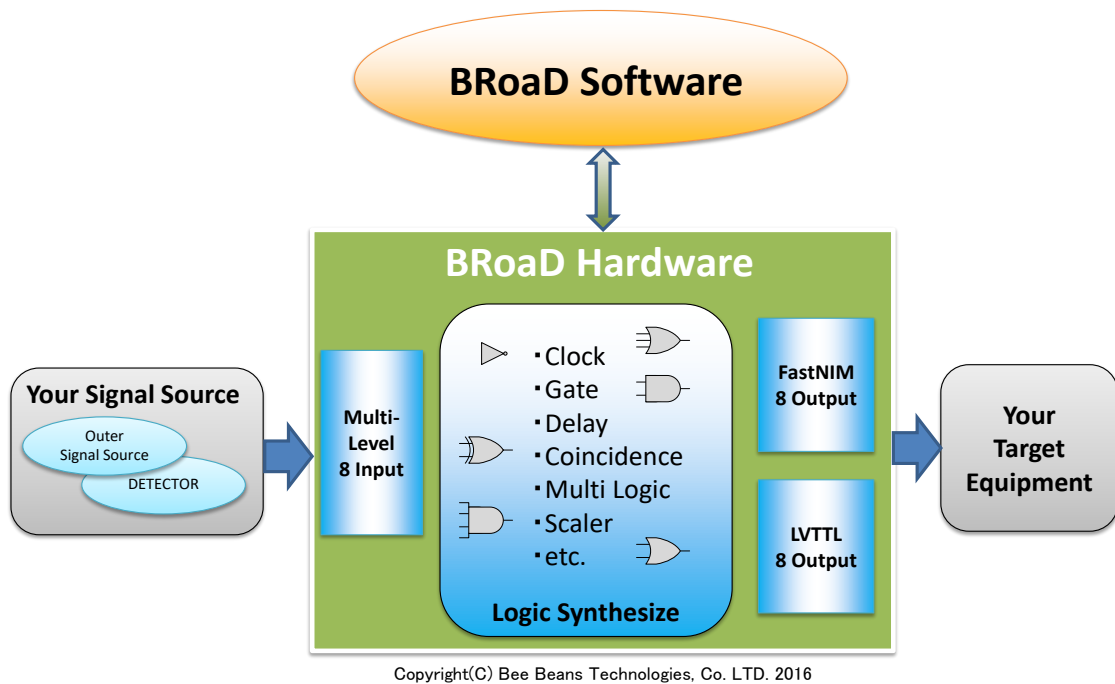 BRoaD Software
BRoaD Hardware
Your Signal Source
Outer
Signal Source
DETECTOR
Multi-
Level
8 Input
・Clock
・Gate
・Delay
・Coincidence
・Multi Logic
・Scaler
・etc.
Logic Synthesize
FastNIM
8 Output
LVTTL
8 Output
Your
Target
Equipment
Copyright(C) Bee Beans Technologies, Co. LTD. 2016